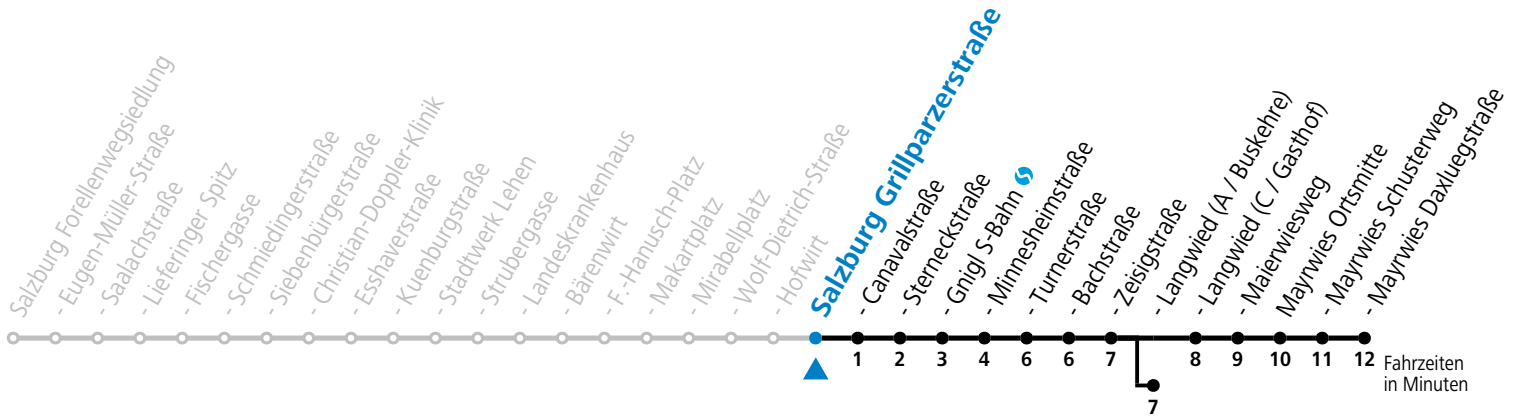 Salzburg Forellenwegsiedlung
- Eugen-Müller-Straße
- Saalachstraße
- Lieferinger Spitz
- Fischergasse
- Schmiedingerstraße
- Siebenbürgerstraße
- Christian-Doppler-Klinik
- Esshaverstraße
- Kuenburgstraße
- Stadtwerk Lehen
- Strubergasse
- Landeskrankenhaus
- Bärenwirt
- F.-Hanusch-Platz
- Makartplatz
- Mirabellplatz
- Wolf-Dietrich-Straße
- Hofwirt
Salzburg Grillparzerstraße
- Canavalstraße
- Sterneckstraße
- Gnigl S-Bahn
- Minnesheimstraße
- Turnerstraße
- Bachstraße
- Zeisigstraße
- Langwied (A / Buskehre)
- Langwied (C / Gasthof)
- Maierwiesweg
Mayrwies Ortsmitte
- Mayrwies Schusterweg
- Mayrwies Daxluegstraße
1 2 3 4 6 6 7 8 9 10 11 12 Fahrzeiten
in Minuten
7